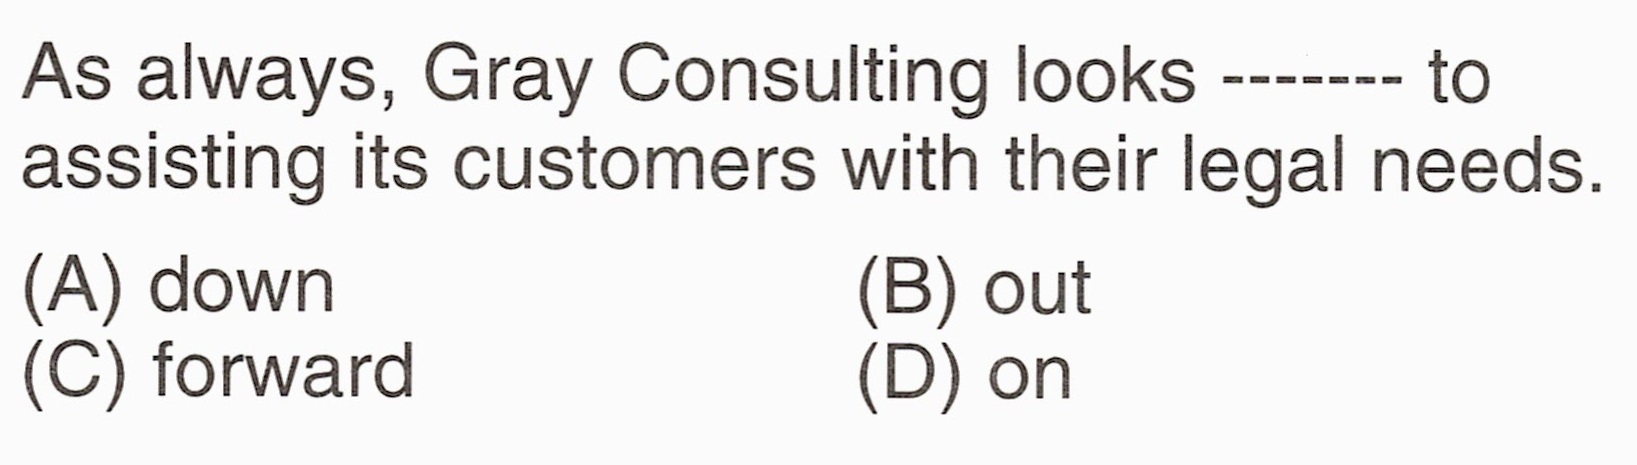 As always, Gray Consulting looks ------- to
assisting its customers with their legal needs.
(A) down (B) out
(C) forward (D) on